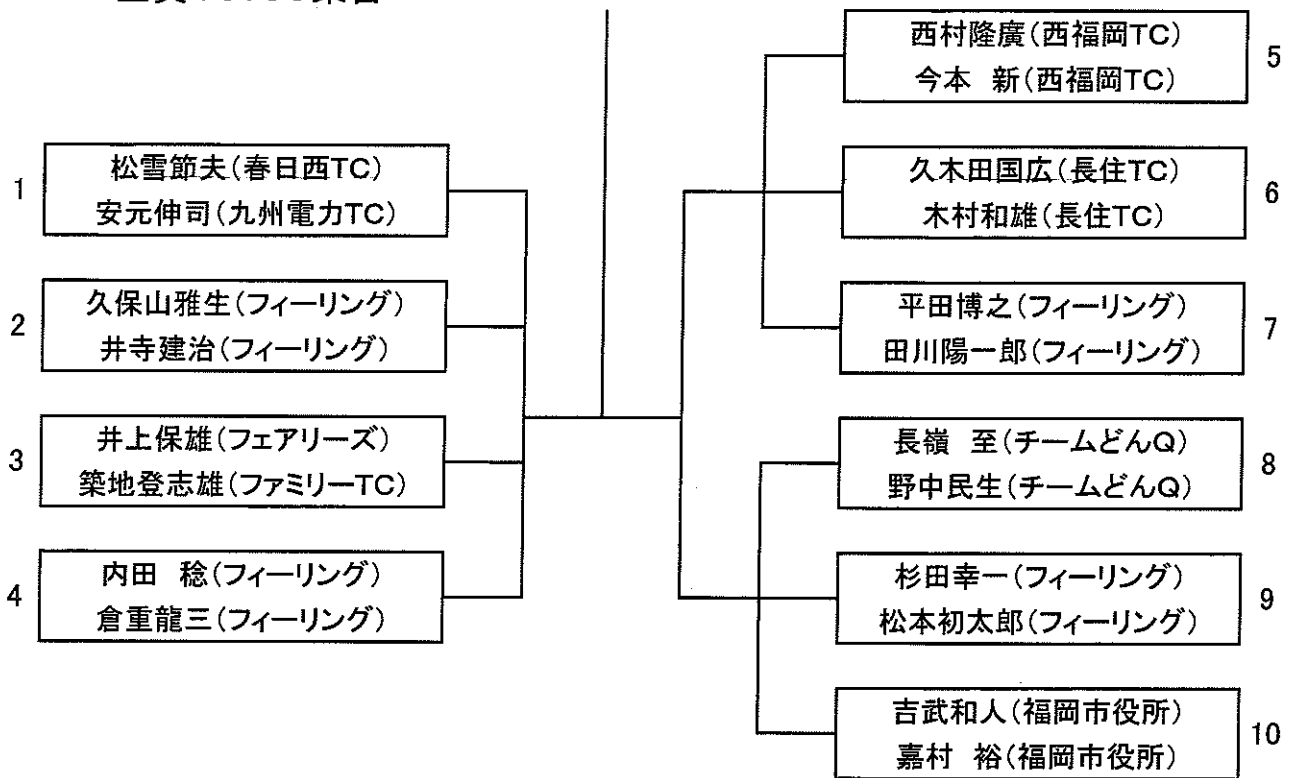 1
松雪節夫(春日西TC)
安元伸司(九州電力TC)
2
久保山雅生(フィーリング)
井寺建治(フィーリング)
3
井上保雄(フェアリーズ)
築地登志雄(ファミリーTC)
4
内田 稔(フィーリング)
倉重龍三(フィーリング)
西村隆廣(西福岡TC)
今本 新(西福岡TC)
5
久木田国広(長住TC)
木村和雄(長住TC)
6
平田博之(フィーリング)
田川陽一郎(フィーリング)
7
長嶺 至(チームどんQ)
野中民生(チームどんQ)
8
杉田幸一(フィーリング)
松本初太郎(フィーリング)
9
吉武和人(福岡市役所)
嘉村 裕(福岡市役所)
10